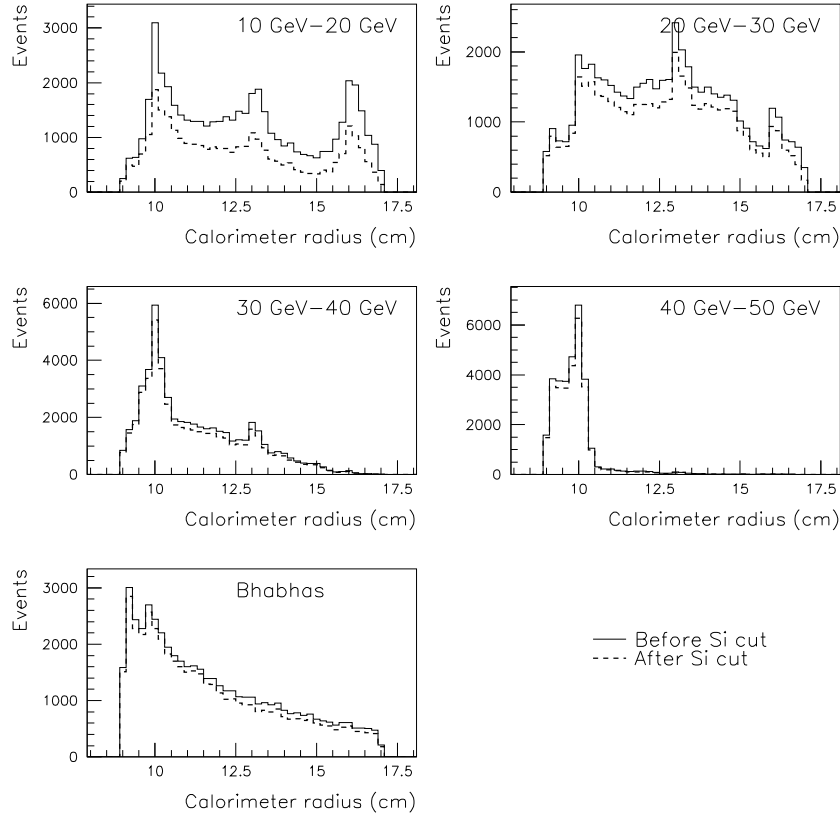 10 GeV−20 GeV
Events
3000
2000
1000
0
10
12.5
15
17.5
Calorimeter radius (cm)
20 GeV−30 GeV
Events
2000
1000
0
10
12.5
15
17.5
Calorimeter radius (cm)
30 GeV−40 GeV
Events
6000
4000
2000
0
10
12.5
15
17.5
Calorimeter radius (cm)
40 GeV−50 GeV
Events
6000
4000
2000
0
10
12.5
15
17.5
Calorimeter radius (cm)
Bhabhas
Events
3000
2000
1000
0
10
12.5
15
17.5
Calorimeter radius (cm)
Before Si cut
After Si cut